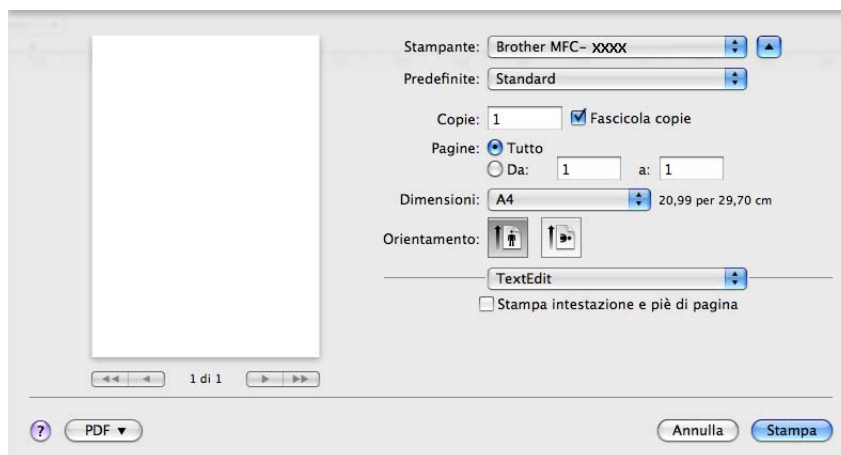 Stampante: Brother MFC- XXXX
Predefinite: Standard
Copie: 1 Fascicola copie
Pagine: Tutto
Da: 1 a: 1
Dimensioni: A4 20,99 per 29,70 cm
Orientamento:
TextEdit
Stampa intestazione e piè di pagina
1 di 1
? PDF ▼ Annulla Stampa